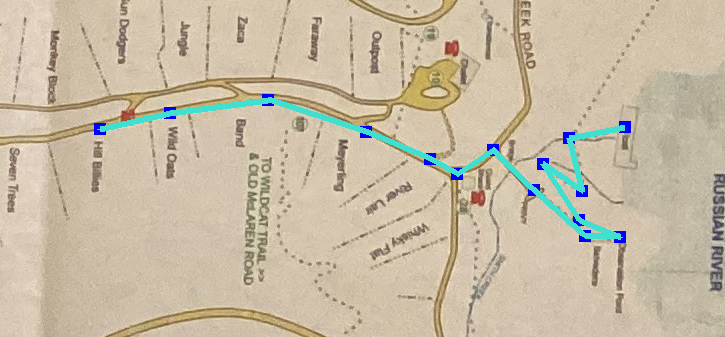 Monkey Block
Sun Dodgers
Jungle
Zaca
Faraway
Outpost
EEK ROAD
Seven Trees
Hill Billies
Wild Oats
Band
Meyerling
River Lair
Whisky Flat
TO WILDCAT TRAIL >>
& OLD McLAREN ROAD
RUSSIAN RIVER